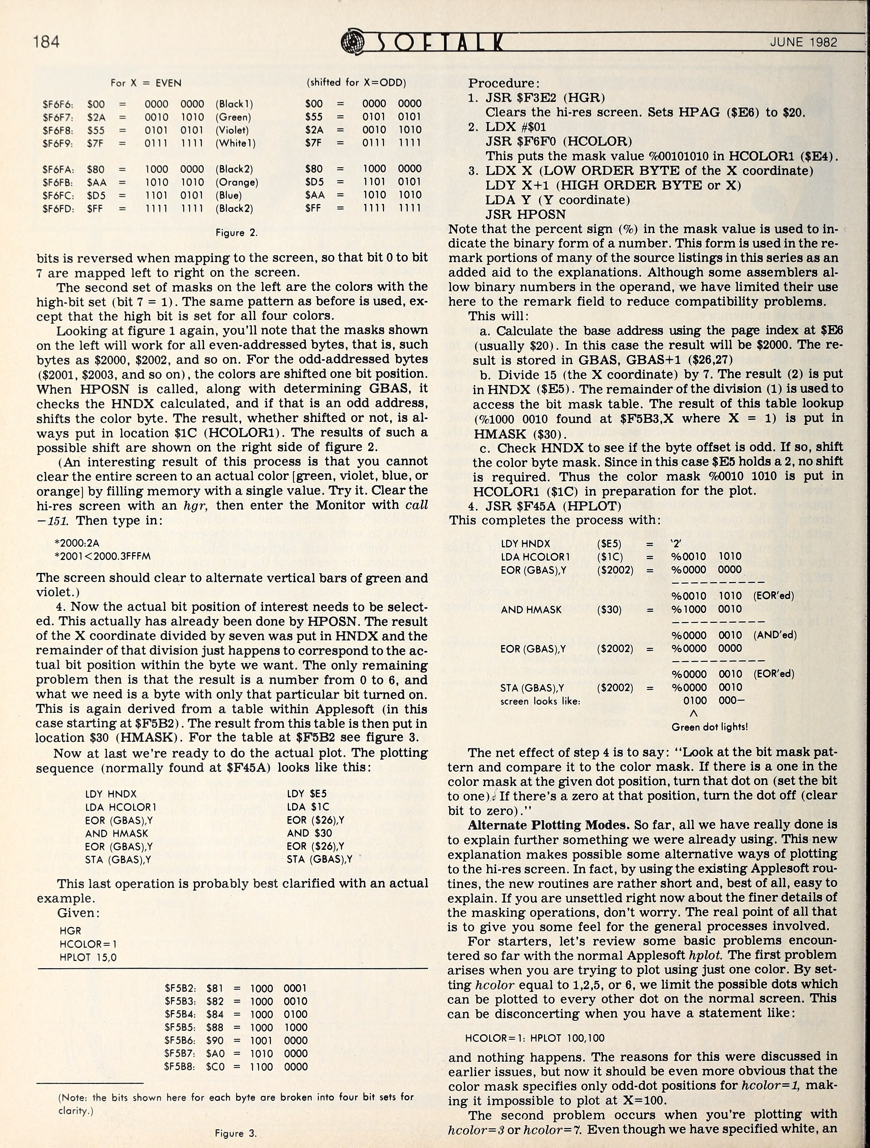 184
SOFTALK
JUNE 1982
For X = EVEN (shifted for X=ODD)
$F6F6: $00 = 0000 0000 (Black1) $00 = 0000 0000
$F6F7: $2A = 0010 1010 (Green) $55 = 0101 0101
$F6F8: $55 = 0101 0101 (Violet) $2A = 0010 1010
$F6F9: $7F = 0111 1111 (White1) $7F = 0111 1111
$F6FA: $80 = 1000 0000 (Black2) $80 = 1000 0000
$F6FB: $AA = 1010 1010 (Orange) $D5 = 1101 0101
$F6FC: $D5 = 1101 0101 (Blue) $AA = 1010 1010
$F6FD: $FF = 1111 1111 (Black2) $FF = 1111 1111
Figure 2.
bits is reversed when mapping to the screen, so that bit 0 to bit
7 are mapped left to right on the screen.
The second set of masks on the left are the colors with the
high-bit set (bit 7 = 1). The same pattern as before is used, ex-
cept that the high bit is set for all four colors.
Looking at figure 1 again, you'll note that the masks shown
on the left will work for all even-addressed bytes, that is, such
bytes as $2000, $2002, and so on. For the odd-addressed bytes
($2001, $2003, and so on), the colors are shifted one bit position.
When HPOSN is called, along with determining GBAS, it
checks the HNDX calculated, and if that is an odd address,
shifts the color byte. The result, whether shifted or not, is al-
ways put in location $1C (HCOLOR1). The results of such a
possible shift are shown on the right side of figure 2.
(An interesting result of this process is that you cannot
clear the entire screen to an actual color [green, violet, blue, or
orange] by filling memory with a single value. Try it. Clear the
hi-res screen with an hgr, then enter the Monitor with call
−151. Then type in:
*2000:2A
*2001<2000.3FFFM
The screen should clear to alternate vertical bars of green and
violet.)
4. Now the actual bit position of interest needs to be select-
ed. This actually has already been done by HPOSN. The result
of the X coordinate divided by seven was put in HNDX and the
remainder of that division just happens to correspond to the ac-
tual bit position within the byte we want. The only remaining
problem then is that the result is a number from 0 to 6, and
what we need is a byte with only that particular bit turned on.
This is again derived from a table within Applesoft (in this
case starting at $F5B2). The result from this table is then put in
location $30 (HMASK). For the table at $F5B2 see figure 3.
Now at last we're ready to do the actual plot. The plotting
sequence (normally found at $F45A) looks like this:
LDY HNDX LDY $E5
LDA HCOLOR1 LDA $1C
EOR (GBAS),Y EOR ($26),Y
AND HMASK AND $30
EOR (GBAS),Y EOR ($26),Y
STA (GBAS),Y STA (GBAS),Y
This last operation is probably best clarified with an actual
example.
Given:
HGR
HCOLOR=1
HPLOT 15,0
$F5B2: $81 = 1000 0001
$F5B3: $82 = 1000 0010
$F5B4: $84 = 1000 0100
$F5B5: $88 = 1000 1000
$F5B6: $90 = 1001 0000
$F5B7: $A0 = 1010 0000
$F5B8: $C0 = 1100 0000
(Note: the bits shown here for each byte are broken into four bit sets for
clarity.)
Figure 3.
Procedure:
1. JSR $F3E2 (HGR)
Clears the hi-res screen. Sets HPAG ($E6) to $20.
2. LDX #$01
JSR $F6F0 (HCOLOR)
This puts the mask value %00101010 in HCOLOR1 ($E4).
3. LDX X (LOW ORDER BYTE of the X coordinate)
LDY X+1 (HIGH ORDER BYTE or X)
LDA Y (Y coordinate)
JSR HPOSN
Note that the percent sign (%) in the mask value is used to in-
dicate the binary form of a number. This form is used in the re-
mark portions of many of the source listings in this series as an
added aid to the explanations. Although some assemblers al-
low binary numbers in the operand, we have limited their use
here to the remark field to reduce compatibility problems.
This will:
a. Calculate the base address using the page index at $E6
(usually $20). In this case the result will be $2000. The re-
sult is stored in GBAS, GBAS+1 ($26,27)
b. Divide 15 (the X coordinate) by 7. The result (2) is put
in HNDX ($E5). The remainder of the division (1) is used to
access the bit mask table. The result of this table lookup
(%1000 0010 found at $F5B3,X where X = 1) is put in
HMASK ($30).
c. Check HNDX to see if the byte offset is odd. If so, shift
the color byte mask. Since in this case $E5 holds a 2, no shift
is required. Thus the color mask %0010 1010 is put in
HCOLOR1 ($1C) in preparation for the plot.
4. JSR $F45A (HPLOT)
This completes the process with:
LDY HNDX ($E5) = '2'
LDA HCOLOR1 ($1C) = %0010 1010
EOR (GBAS),Y ($2002) = %0000 0000
%0010 1010 (EOR'ed)
AND HMASK ($30) = %1000 0010
%0000 0010 (AND'ed)
EOR (GBAS),Y ($2002) = %0000 0000
%0000 0010 (EOR'ed)
STA (GBAS),Y ($2002) = %0000 0010
screen looks like: 0100 000–
Λ
Green dot lights!
The net effect of step 4 is to say: "Look at the bit mask pat-
tern and compare it to the color mask. If there is a one in the
color mask at the given dot position, turn that dot on (set the bit
to one). If there's a zero at that position, turn the dot off (clear
bit to zero)."
Alternate Plotting Modes. So far, all we have really done is
to explain further something we were already using. This new
explanation makes possible some alternative ways of plotting
to the hi-res screen. In fact, by using the existing Applesoft rou-
tines, the new routines are rather short and, best of all, easy to
explain. If you are unsettled right now about the finer details of
the masking operations, don't worry. The real point of all that
is to give you some feel for the general processes involved.
For starters, let's review some basic problems encoun-
tered so far with the normal Applesoft hplot. The first problem
arises when you are trying to plot using just one color. By set-
ting hcolor equal to 1,2,5, or 6, we limit the possible dots which
can be plotted to every other dot on the normal screen. This
can be disconcerting when you have a statement like:
HCOLOR=1: HPLOT 100,100
and nothing happens. The reasons for this were discussed in
earlier issues, but now it should be even more obvious that the
color mask specifies only odd-dot positions for hcolor=1, mak-
ing it impossible to plot at X=100.
The second problem occurs when you're plotting with
hcolor=3 or hcolor=7. Even though we have specified white, an